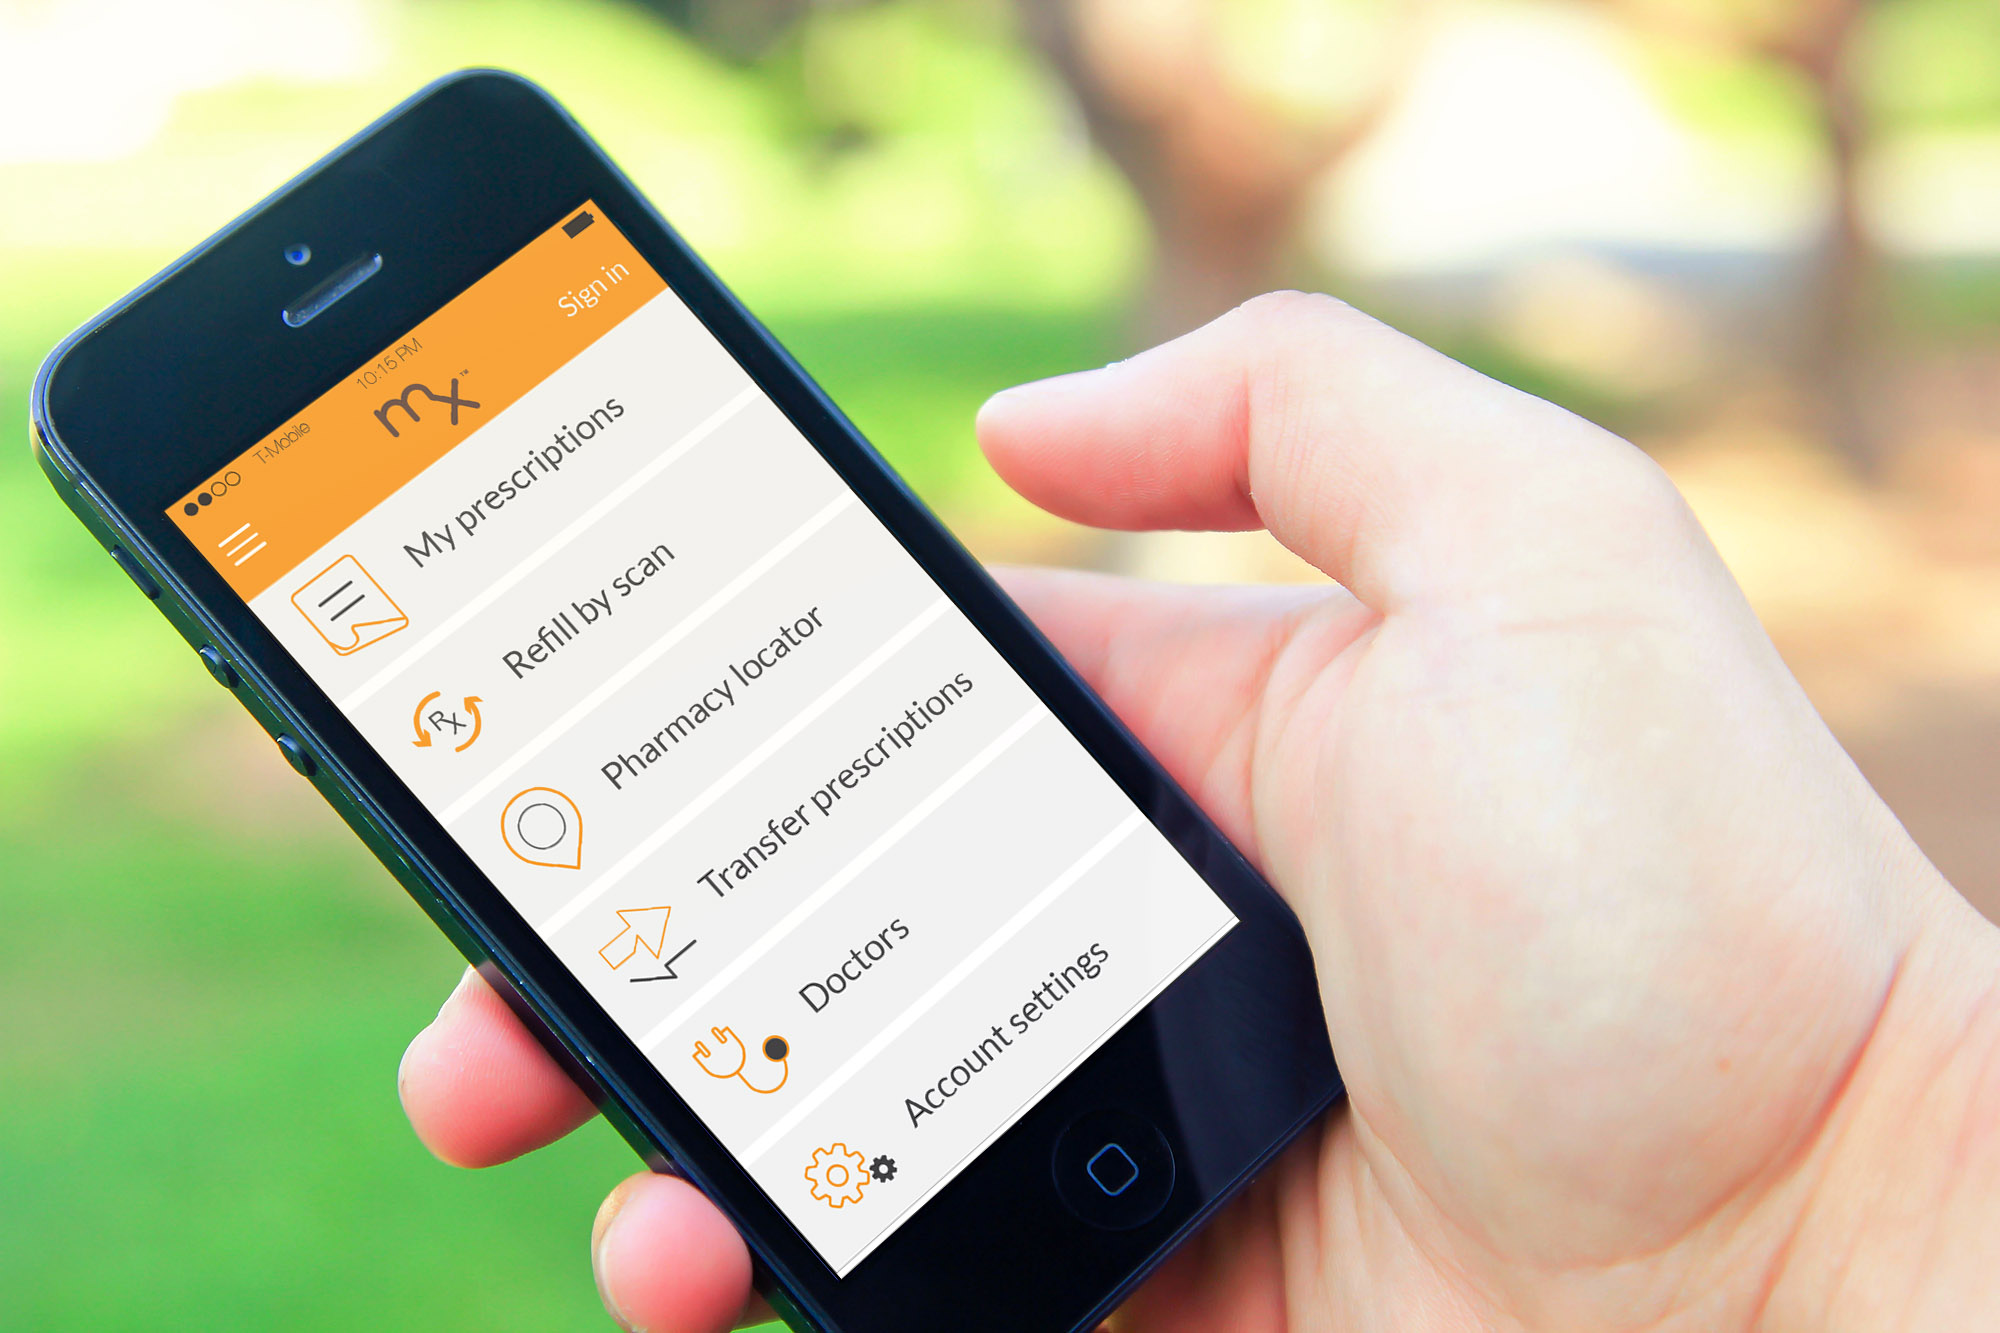 T-Mobile 10:15 PM
mx™ Sign in
My prescriptions
Rx
Refill by scan
Pharmacy locator
Transfer prescriptions
Doctors
Account settings